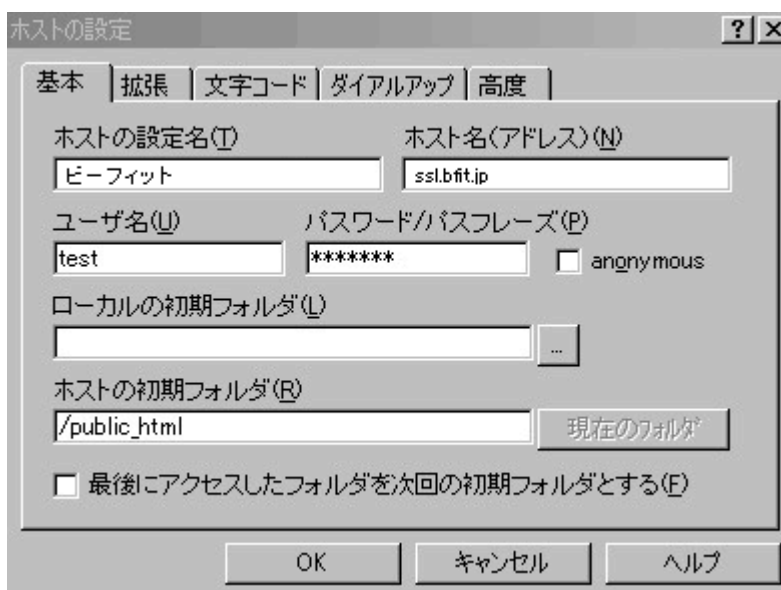 ホストの設定
基本 拡張 文字コード ダイアルアップ 高度
ホストの設定名(T) ホスト名(アドレス)(N)
ビーフィット ssl.bfit.jp
ユーザ名(U) パスワード/パスフレーズ(P)
test ******* anonymous
ローカルの初期フォルダ(L)
...
ホストの初期フォルダ(R)
/public_html 現在のフォルダ
最後にアクセスしたフォルダを次回の初期フォルダとする(F)
OK キャンセル ヘルプ